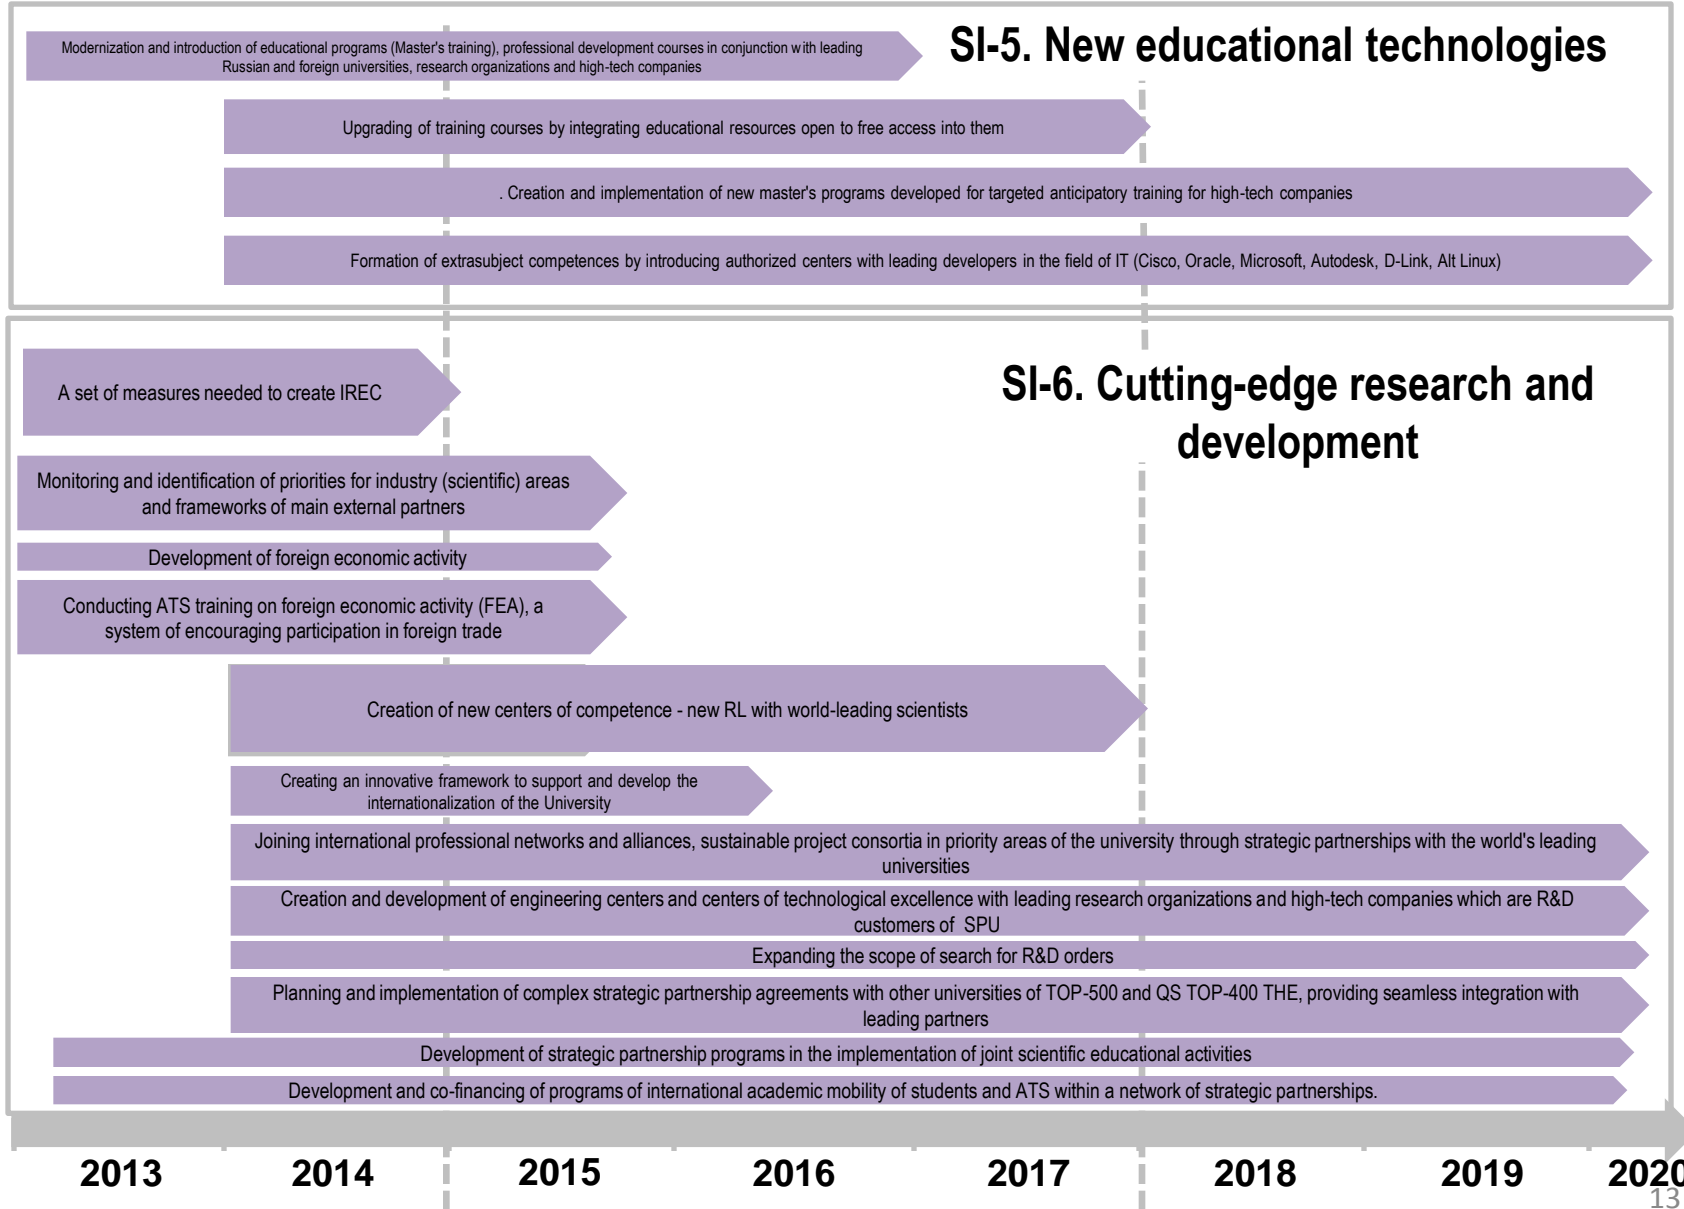 SI-5. New educational technologies
Modernization and introduction of educational programs (Master's training), professional development courses in conjunction with leading
Russian and foreign universities, research organizations and high-tech companies
Upgrading of training courses by integrating educational resources open to free access into them
. Creation and implementation of new master's programs developed for targeted anticipatory training for high-tech companies
Formation of extrasubject competences by introducing authorized centers with leading developers in the field of IT (Cisco, Oracle, Microsoft, Autodesk, D-Link, Alt Linux)
SI-6. Cutting-edge research and
development
A set of measures needed to create IREC
Monitoring and identification of priorities for industry (scientific) areas
and frameworks of main external partners
Development of foreign economic activity
Conducting ATS training on foreign economic activity (FEA), a
system of encouraging participation in foreign trade
Creation of new centers of competence - new RL with world-leading scientists
Creating an innovative framework to support and develop the
internationalization of the University
Joining international professional networks and alliances, sustainable project consortia in priority areas of the university through strategic partnerships with the world's leading
universities
Creation and development of engineering centers and centers of technological excellence with leading research organizations and high-tech companies which are R&D
customers of SPU
Expanding the scope of search for R&D orders
Planning and implementation of complex strategic partnership agreements with other universities of TOP-500 and QS TOP-400 THE, providing seamless integration with
leading partners
Development of strategic partnership programs in the implementation of joint scientific educational activities
Development and co-financing of programs of international academic mobility of students and ATS within a network of strategic partnerships.
2013 2014 2015 2016 2017 2018 2019 2020
13